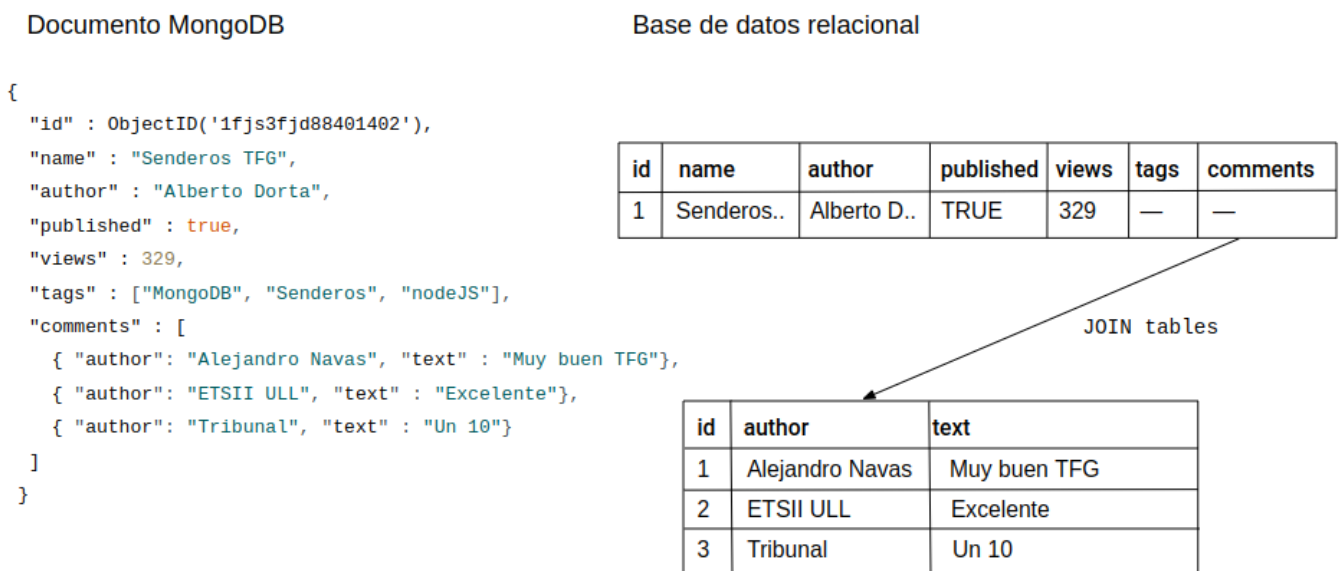 Documento MongoDB
{
"id" : ObjectID('1fjs3fjd88401402'),
"name" : "Senderos TFG",
"author" : "Alberto Dorta",
"published" : true,
"views" : 329,
"tags" : ["MongoDB", "Senderos", "nodeJS"],
"comments" : [
{ "author": "Alejandro Navas", "text" : "Muy buen TFG"},
{ "author": "ETSII ULL", "text" : "Excelente"},
{ "author": "Tribunal", "text" : "Un 10"}
]
}
Base de datos relacional
id name author published views tags comments
1 Senderos.. Alberto D.. TRUE 329 — —
JOIN tables
id author text
1 Alejandro Navas Muy buen TFG
2 ETSII ULL Excelente
3 Tribunal Un 10